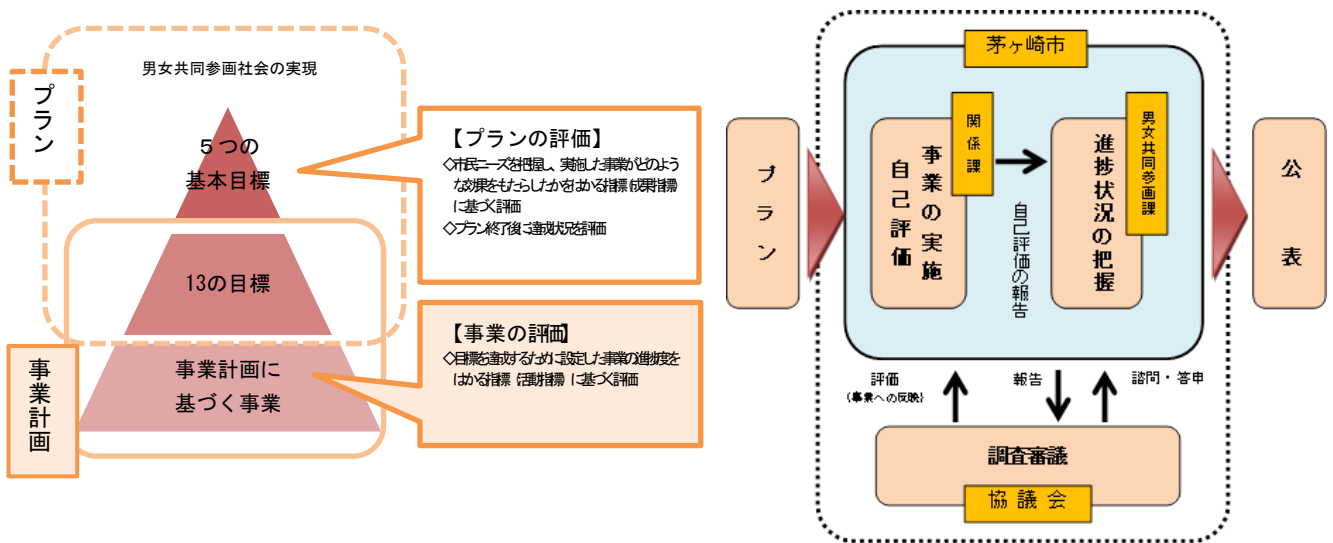 プラン
男女共同参画社会の実現
５つの
基本目標
13の目標
事業計画に
基づく事業
事業計画
【プランの評価】
◇市民ニーズを把握し、実施した事業がどのよう
な効果をもたらしたかをはかる指標（成果指標）
に基づく評価
◇プラン終了後に達成状況を評価
【事業の評価】
◇目標を達成するために設定した事業の進捗度を
はかる指標（活動指標）に基づく評価
プラン
茅ヶ崎市
関係課
事業の実施
自己評価
自己評価の報告
男女共同参画課
進捗状況の把握
公表
評価
（事業への反映）
報告
諮問・答申
調査審議
協議会